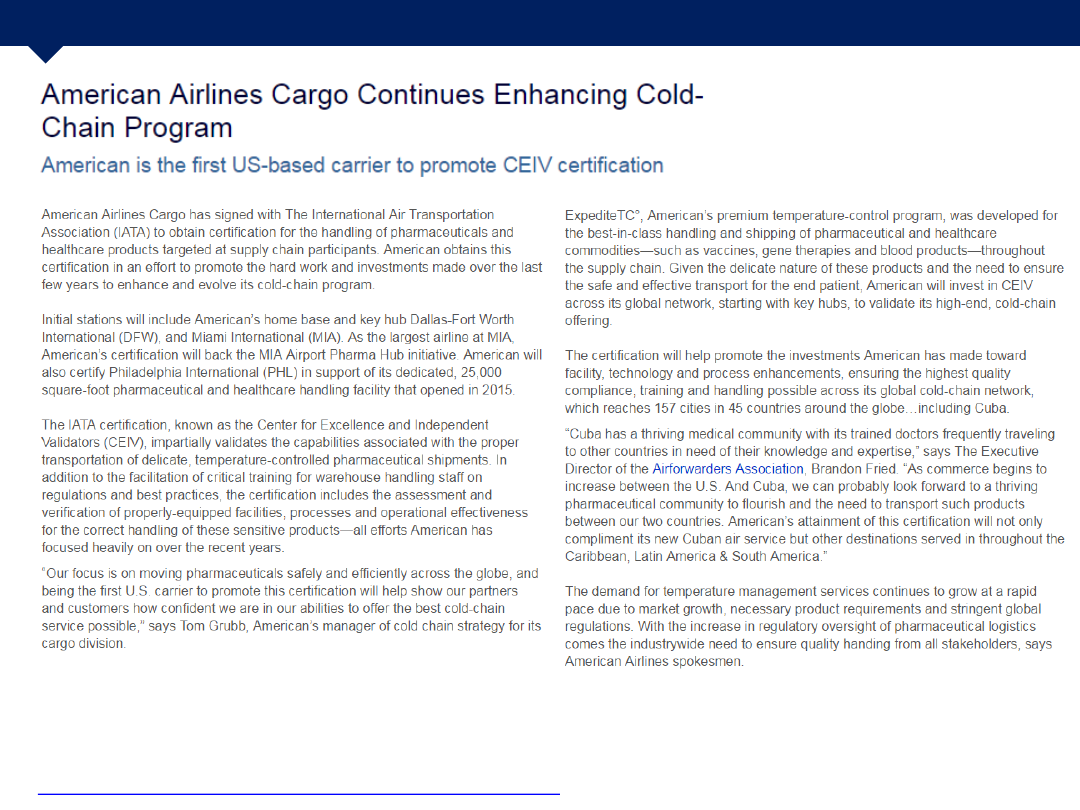 American Airlines Cargo Continues Enhancing Cold-
Chain Program
American is the first US-based carrier to promote CEIV certification
American Airlines Cargo has signed with The International Air Transportation
Association (IATA) to obtain certification for the handling of pharmaceuticals and
healthcare products targeted at supply chain participants. American obtains this
certification in an effort to promote the hard work and investments made over the last
few years to enhance and evolve its cold-chain program.
Initial stations will include American's home base and key hub Dallas-Fort Worth
International (DFW), and Miami International (MIA). As the largest airline at MIA,
American's certification will back the MIA Airport Pharma Hub initiative. American will
also certify Philadelphia International (PHL) in support of its dedicated, 25,000
square-foot pharmaceutical and healthcare handling facility that opened in 2015.
The IATA certification, known as the Center for Excellence and Independent
Validators (CEIV), impartially validates the capabilities associated with the proper
transportation of delicate, temperature-controlled pharmaceutical shipments. In
addition to the facilitation of critical training for warehouse handling staff on
regulations and best practices, the certification includes the assessment and
verification of properly-equipped facilities, processes and operational effectiveness
for the correct handling of these sensitive products—all efforts American has
focused heavily on over the recent years.
“Our focus is on moving pharmaceuticals safely and efficiently across the globe, and
being the first U.S. carrier to promote this certification will help show our partners
and customers how confident we are in our abilities to offer the best cold-chain
service possible,” says Tom Grubb, American's manager of cold chain strategy for its
cargo division.
ExpediteTC°, American's premium temperature-control program, was developed for
the best-in-class handling and shipping of pharmaceutical and healthcare
commodities—such as vaccines, gene therapies and blood products—throughout
the supply chain. Given the delicate nature of these products and the need to ensure
the safe and effective transport for the end patient, American will invest in CEIV
across its global network, starting with key hubs, to validate its high-end, cold-chain
offering.
The certification will help promote the investments American has made toward
facility, technology and process enhancements, ensuring the highest quality
compliance, training and handling possible across its global cold-chain network,
which reaches 157 cities in 45 countries around the globe…including Cuba.
“Cuba has a thriving medical community with its trained doctors frequently traveling
to other countries in need of their knowledge and expertise,” says The Executive
Director of the Airforwarders Association, Brandon Fried. “As commerce begins to
increase between the U.S. And Cuba, we can probably look forward to a thriving
pharmaceutical community to flourish and the need to transport such products
between our two countries. American's attainment of this certification will not only
compliment its new Cuban air service but other destinations served in throughout the
Caribbean, Latin America & South America.”
The demand for temperature management services continues to grow at a rapid
pace due to market growth, necessary product requirements and stringent global
regulations. With the increase in regulatory oversight of pharmaceutical logistics
comes the industrywide need to ensure quality handing from all stakeholders, says
American Airlines spokesmen.